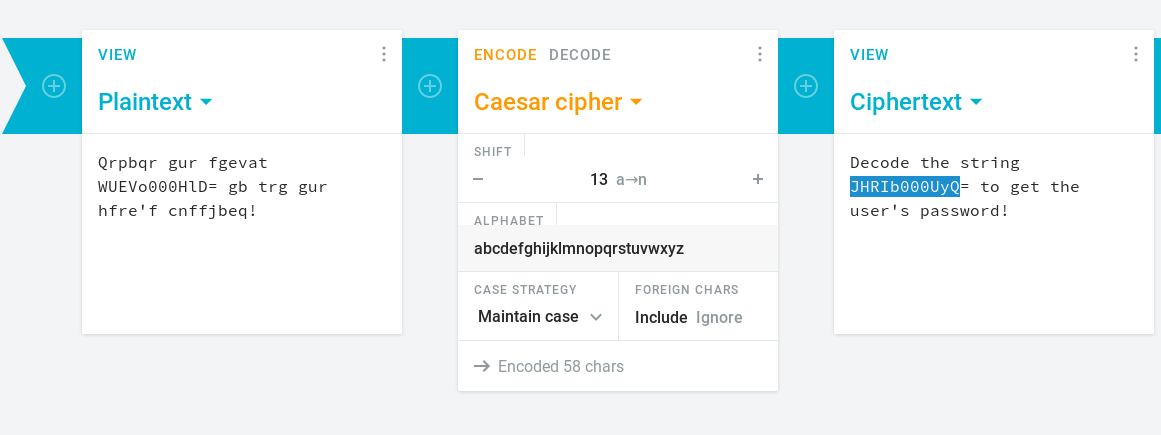 VIEW
Plaintext
Qrpbqr gur fgevat
WUEVo000HlD= gb trg gur
hfre'f cnffjbeq!
ENCODE DECODE
Caesar cipher
SHIFT
− 13 a→n +
ALPHABET
abcdefghijklmnopqrstuvwxyz
CASE STRATEGY
Maintain case
FOREIGN CHARS
Include Ignore
→ Encoded 58 chars
VIEW
Ciphertext
Decode the string
JHRIb000UyQ= to get the
user's password!